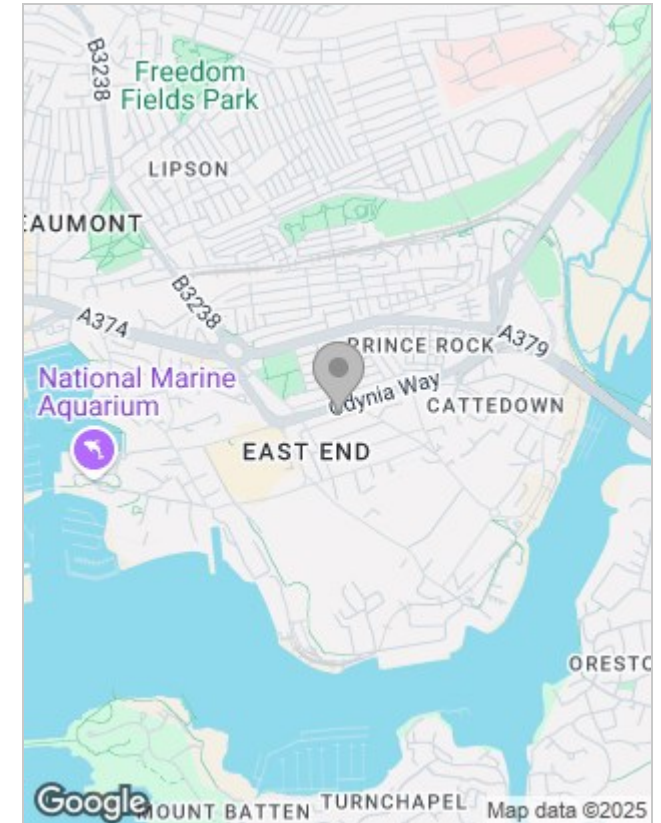 B3238
Freedom
Fields Park
LIPSON
EAUMONT
B3238
A374
PRINCE ROCK
A379
National Marine
Aquarium
Gdynia Way
CATTEDOWN
EAST END
ORESTO
Google
MOUNT BATTEN
TURNCHAPEL
Map data ©2025